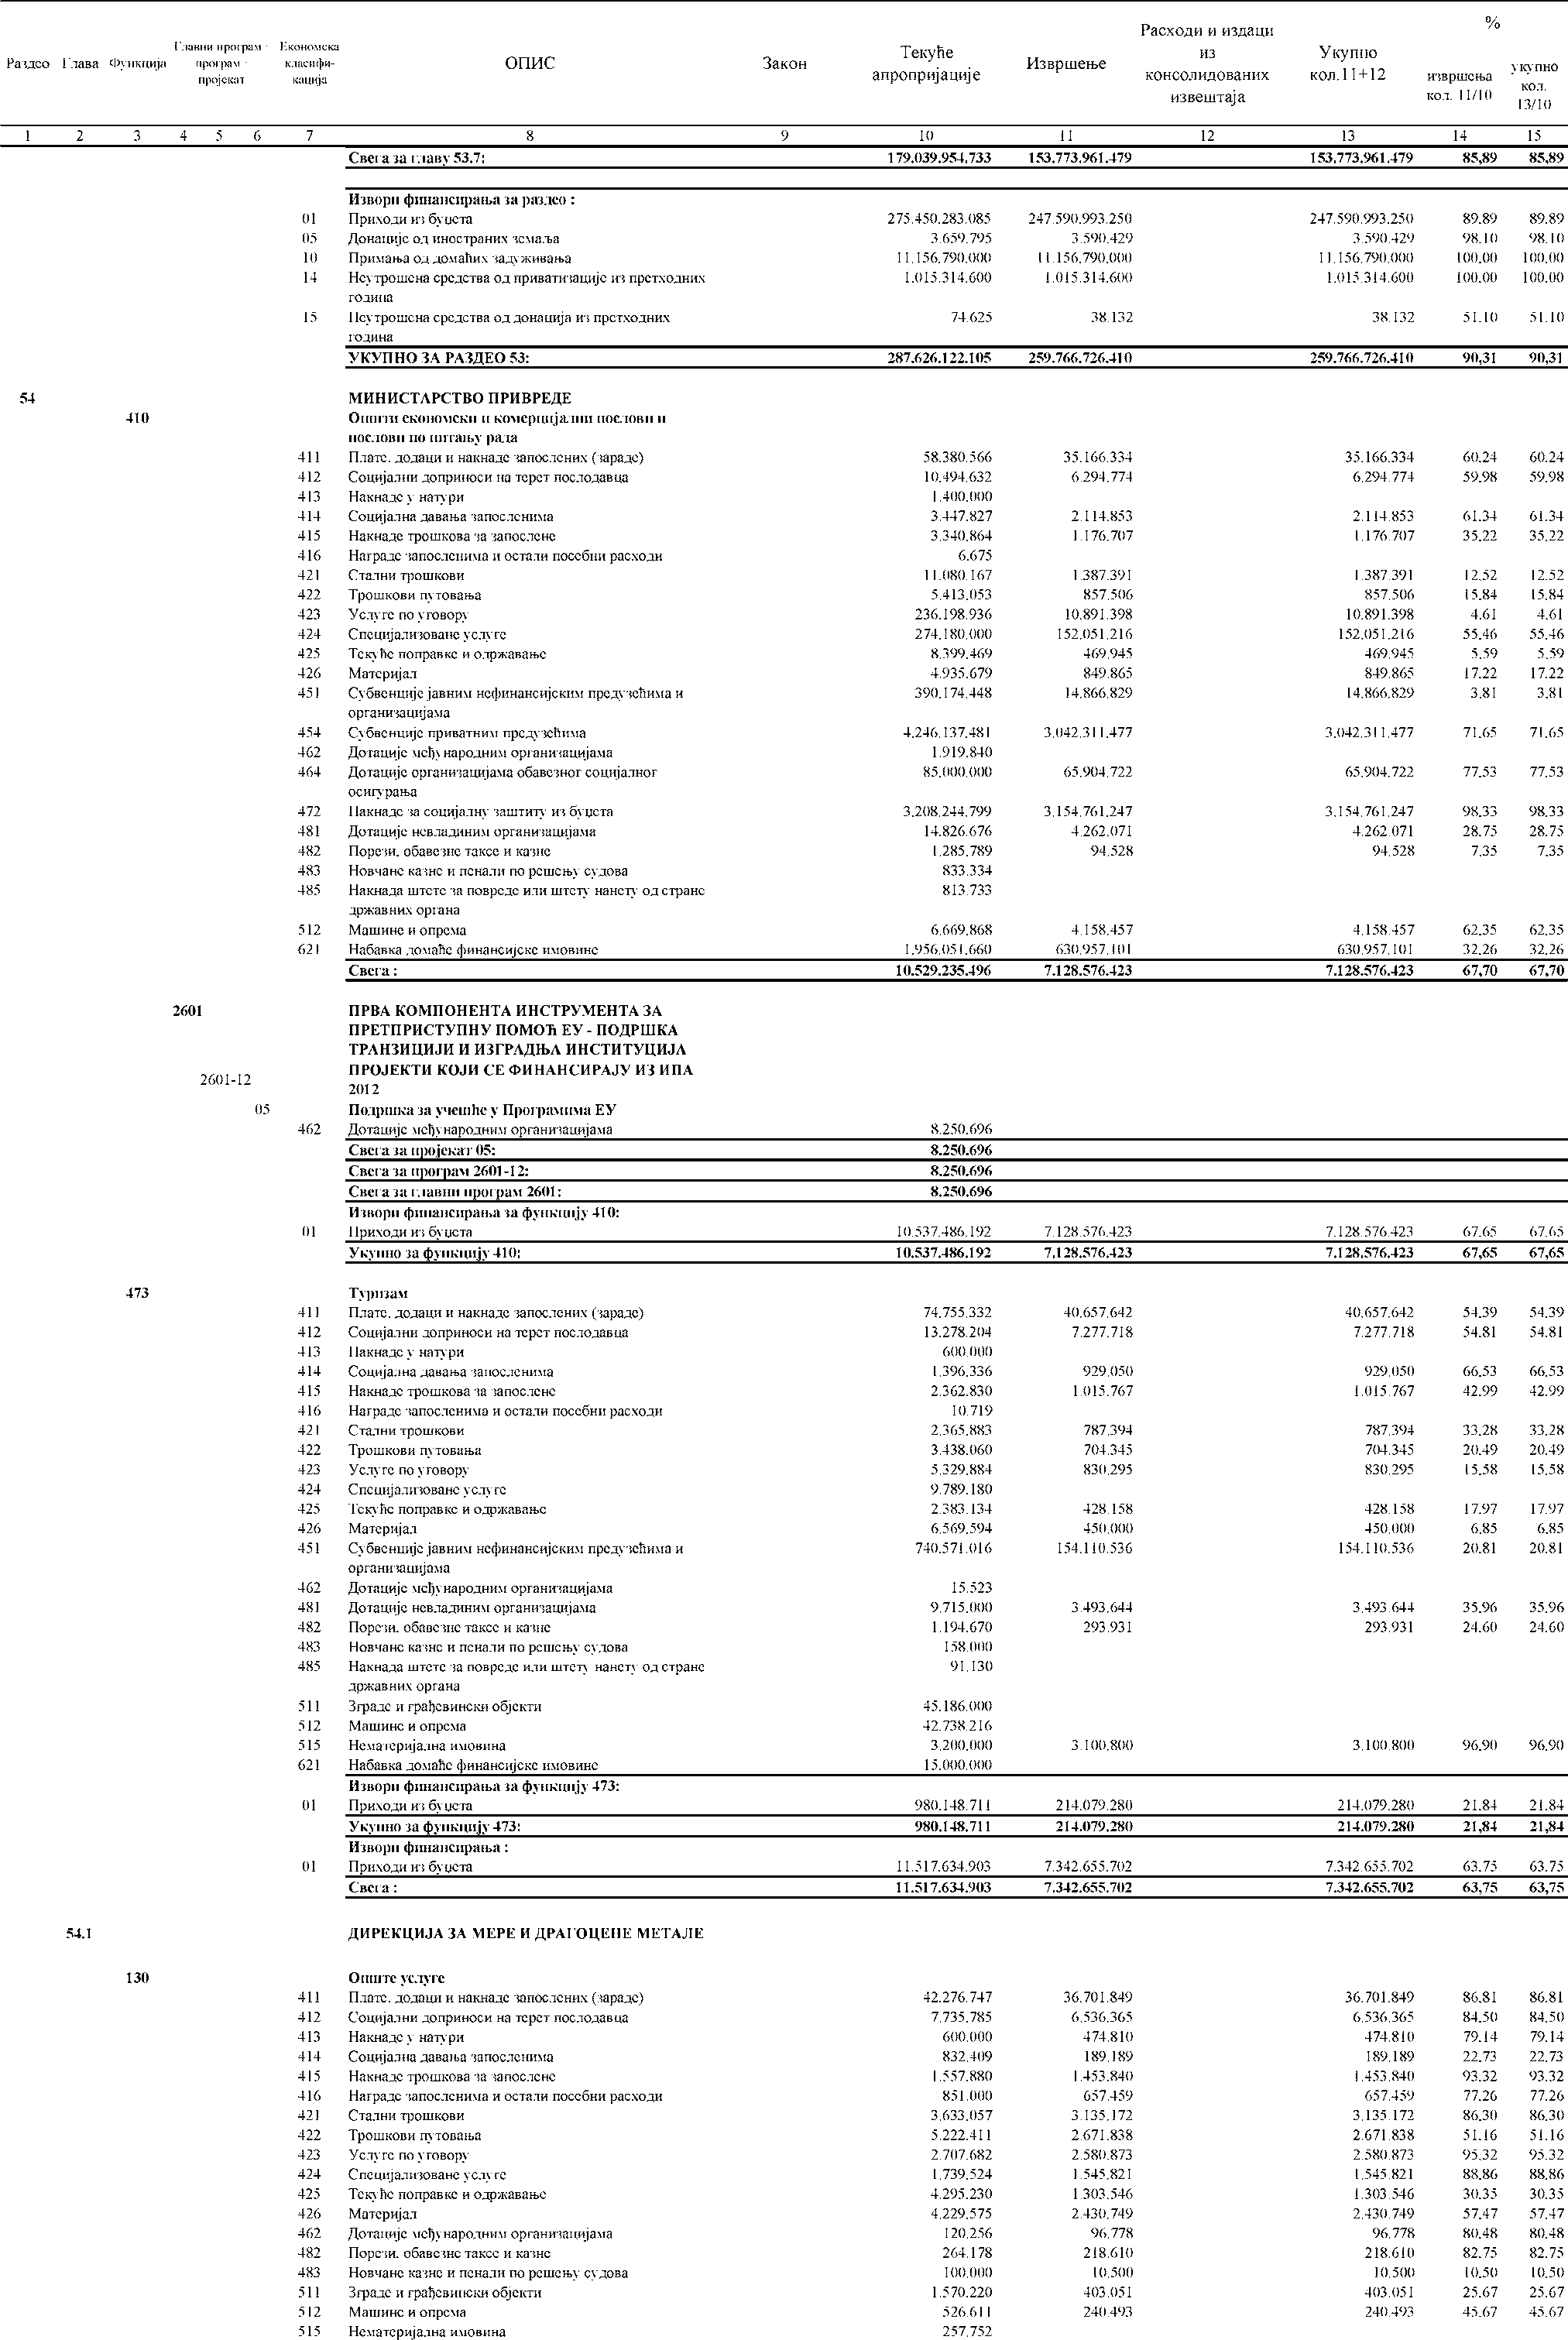 Раздео Глава Функција Главни програм - програм - пројекат Економска класифи-кација ОПИС Закон Текуће апропријације Извршење Расходи и издаци из консолидованих извештаја Укупно кол.11+12 % извршења кол. 11/10 укупно кол. 13/10
1 2 3 4 5 6 7 8 9 10 11 12 13 14 15
Свега за главу 53.7: 179.039.954.733 153.773.961.479 153.773.961.479 85,89 85,89
Извори финансирања за раздео :
01 Приходи из буџета 275.450.283.085 247.590.993.250 247.590.993.250 89,89 89,89
05 Донације од иностраних земаља 3.659.795 3.590.429 3.590.429 98,10 98,10
10 Примања од домаћих задуживања 11.156.790.000 11.156.790.000 11.156.790.000 100,00 100,00
14 Неутрошена средства од приватизације из претходних 1.015.314.600 1.015.314.600 1.015.314.600 100,00 100,00
година
15 Неутрошена средства од донација из претходних 74.625 38.132 38.132 51,10 51,10
година
УКУПНО ЗА РАЗДЕО 53: 287.626.122.105 259.766.726.410 259.766.726.410 90,31 90,31
54 МИНИСТАРСТВО ПРИВРЕДЕ
410 Општи економски и комерцијални послови и
послови по питању рада
411 Плате, додаци и накнаде запослених (зараде) 58.380.566 35.166.334 35.166.334 60,24 60,24
412 Социјални доприноси на терет послодавца 10.494.632 6.294.774 6.294.774 59,98 59,98
413 Накнаде у натури 1.400.000
414 Социјална давања запосленима 3.447.827 2.114.853 2.114.853 61,34 61,34
415 Накнаде трошкова за запослене 3.340.864 1.176.707 1.176.707 35,22 35,22
416 Награде запосленима и остали посебни расходи 6.675
421 Стални трошкови 11.080.167 1.387.391 1.387.391 12,52 12,52
422 Трошкови путовања 5.413.053 857.506 857.506 15,84 15,84
423 Услуге по уговору 236.198.936 10.891.398 10.891.398 4,61 4,61
424 Специјализоване услуге 274.180.000 152.051.216 152.051.216 55,46 55,46
425 Текуће поправке и одржавање 8.399.469 469.945 469.945 5,59 5,59
426 Материјал 4.935.679 849.865 849.865 17,22 17,22
451 Субвенције јавним нефинансијским предузећима и 390.174.448 14.866.829 14.866.829 3,81 3,81
организацијама
454 Субвенције приватним предузећима 4.246.137.481 3.042.311.477 3.042.311.477 71,65 71,65
462 Дотације међународним организацијама 1.919.840
464 Дотације организацијама обавезног социјалног 85.000.000 65.904.722 65.904.722 77,53 77,53
осигурања
472 Накнаде за социјалну заштиту из буџета 3.208.244.799 3.154.761.247 3.154.761.247 98,33 98,33
481 Дотације невладиним организацијама 14.826.676 4.262.071 4.262.071 28,75 28,75
482 Порези, обавезне таксе и казне 1.285.789 94.528 94.528 7,35 7,35
483 Новчане казне и пенали по решењу судова 833.334
485 Накнада штете за повреде или штету нанету од стране 813.733
државних органа
512 Машине и опрема 6.669.868 4.158.457 4.158.457 62,35 62,35
621 Набавка домаће финансијске имовине 1.956.051.660 630.957.101 630.957.101 32,26 32,26
Свега : 10.529.235.496 7.128.576.423 7.128.576.423 67,70 67,70
2601 ПРВА КОМПОНЕНТА ИНСТРУМЕНТА ЗА
ПРЕТПРИСТУПНУ ПОМОЋ ЕУ - ПОДРШКА
ТРАНЗИЦИЈИ И ИЗГРАДЊА ИНСТИТУЦИЈА
2601-12 ПРОЈЕКТИ КОЈИ СЕ ФИНАНСИРАЈУ ИЗ ИПА
2012
05 Подршка за учешће у Програмима ЕУ
462 Дотације међународним организацијама 8.250.696
Свега за пројекат 05: 8.250.696
Свега за програм 2601-12: 8.250.696
Свега за главни програм 2601: 8.250.696
Извори финансирања за функцију 410:
01 Приходи из буџета 10.537.486.192 7.128.576.423 7.128.576.423 67,65 67,65
Укупно за функцију 410: 10.537.486.192 7.128.576.423 7.128.576.423 67,65 67,65
473 Туризам
411 Плате, додаци и накнаде запослених (зараде) 74.755.332 40.657.642 40.657.642 54,39 54,39
412 Социјални доприноси на терет послодавца 13.278.204 7.277.718 7.277.718 54,81 54,81
413 Накнаде у натури 600.000
414 Социјална давања запосленима 1.396.336 929.050 929.050 66,53 66,53
415 Накнаде трошкова за запослене 2.362.830 1.015.767 1.015.767 42,99 42,99
416 Награде запосленима и остали посебни расходи 10.719
421 Стални трошкови 2.365.883 787.394 787.394 33,28 33,28
422 Трошкови путовања 3.438.060 704.345 704.345 20,49 20,49
423 Услуге по уговору 5.329.884 830.295 830.295 15,58 15,58
424 Специјализоване услуге 9.789.180
425 Текуће поправке и одржавање 2.383.134 428.158 428.158 17,97 17,97
426 Материјал 6.569.594 450.000 450.000 6,85 6,85
451 Субвенције јавним нефинансијским предузећима и 740.571.016 154.110.536 154.110.536 20,81 20,81
организацијама
462 Дотације међународним организацијама 15.523
481 Дотације невладиним организацијама 9.715.000 3.493.644 3.493.644 35,96 35,96
482 Порези, обавезне таксе и казне 1.194.670 293.931 293.931 24,60 24,60
483 Новчане казне и пенали по решењу судова 158.000
485 Накнада штете за повреде или штету нанету од стране 91.130
државних органа
511 Зграде и грађевински објекти 45.186.000
512 Машине и опрема 42.738.216
515 Нематеријална имовина 3.200.000 3.100.800 3.100.800 96,90 96,90
621 Набавка домаће финансијске имовине 15.000.000
Извори финансирања за функцију 473:
01 Приходи из буџета 980.148.711 214.079.280 214.079.280 21,84 21,84
Укупно за функцију 473: 980.148.711 214.079.280 214.079.280 21,84 21,84
Извори финансирања :
01 Приходи из буџета 11.517.634.903 7.342.655.702 7.342.655.702 63,75 63,75
Свега : 11.517.634.903 7.342.655.702 7.342.655.702 63,75 63,75
54.1 ДИРЕКЦИЈА ЗА МЕРЕ И ДРАГОЦЕНЕ МЕТАЛЕ
130 Опште услуге
411 Плате, додаци и накнаде запослених (зараде) 42.276.747 36.701.849 36.701.849 86,81 86,81
412 Социјални доприноси на терет послодавца 7.735.785 6.536.365 6.536.365 84,50 84,50
413 Накнаде у натури 600.000 474.810 474.810 79,14 79,14
414 Социјална давања запосленима 832.409 189.189 189.189 22,73 22,73
415 Накнаде трошкова за запослене 1.557.880 1.453.840 1.453.840 93,32 93,32
416 Награде запосленима и остали посебни расходи 851.000 657.459 657.459 77,26 77,26
421 Стални трошкови 3.633.057 3.135.172 3.135.172 86,30 86,30
422 Трошкови путовања 5.222.411 2.671.838 2.671.838 51,16 51,16
423 Услуге по уговору 2.707.682 2.580.873 2.580.873 95,32 95,32
424 Специјализоване услуге 1.739.524 1.545.821 1.545.821 88,86 88,86
425 Текуће поправке и одржавање 4.295.230 1.303.546 1.303.546 30,35 30,35
426 Материјал 4.229.575 2.430.749 2.430.749 57,47 57,47
462 Дотације међународним организацијама 120.256 96.778 96.778 80,48 80,48
482 Порези, обавезне таксе и казне 264.178 218.610 218.610 82,75 82,75
483 Новчане казне и пенали по решењу судова 100.000 10.500 10.500 10,50 10,50
511 Зграде и грађевински објекти 1.570.220 403.051 403.051 25,67 25,67
512 Машине и опрема 526.611 240.493 240.493 45,67 45,67
515 Нематеријална имовина 257.752